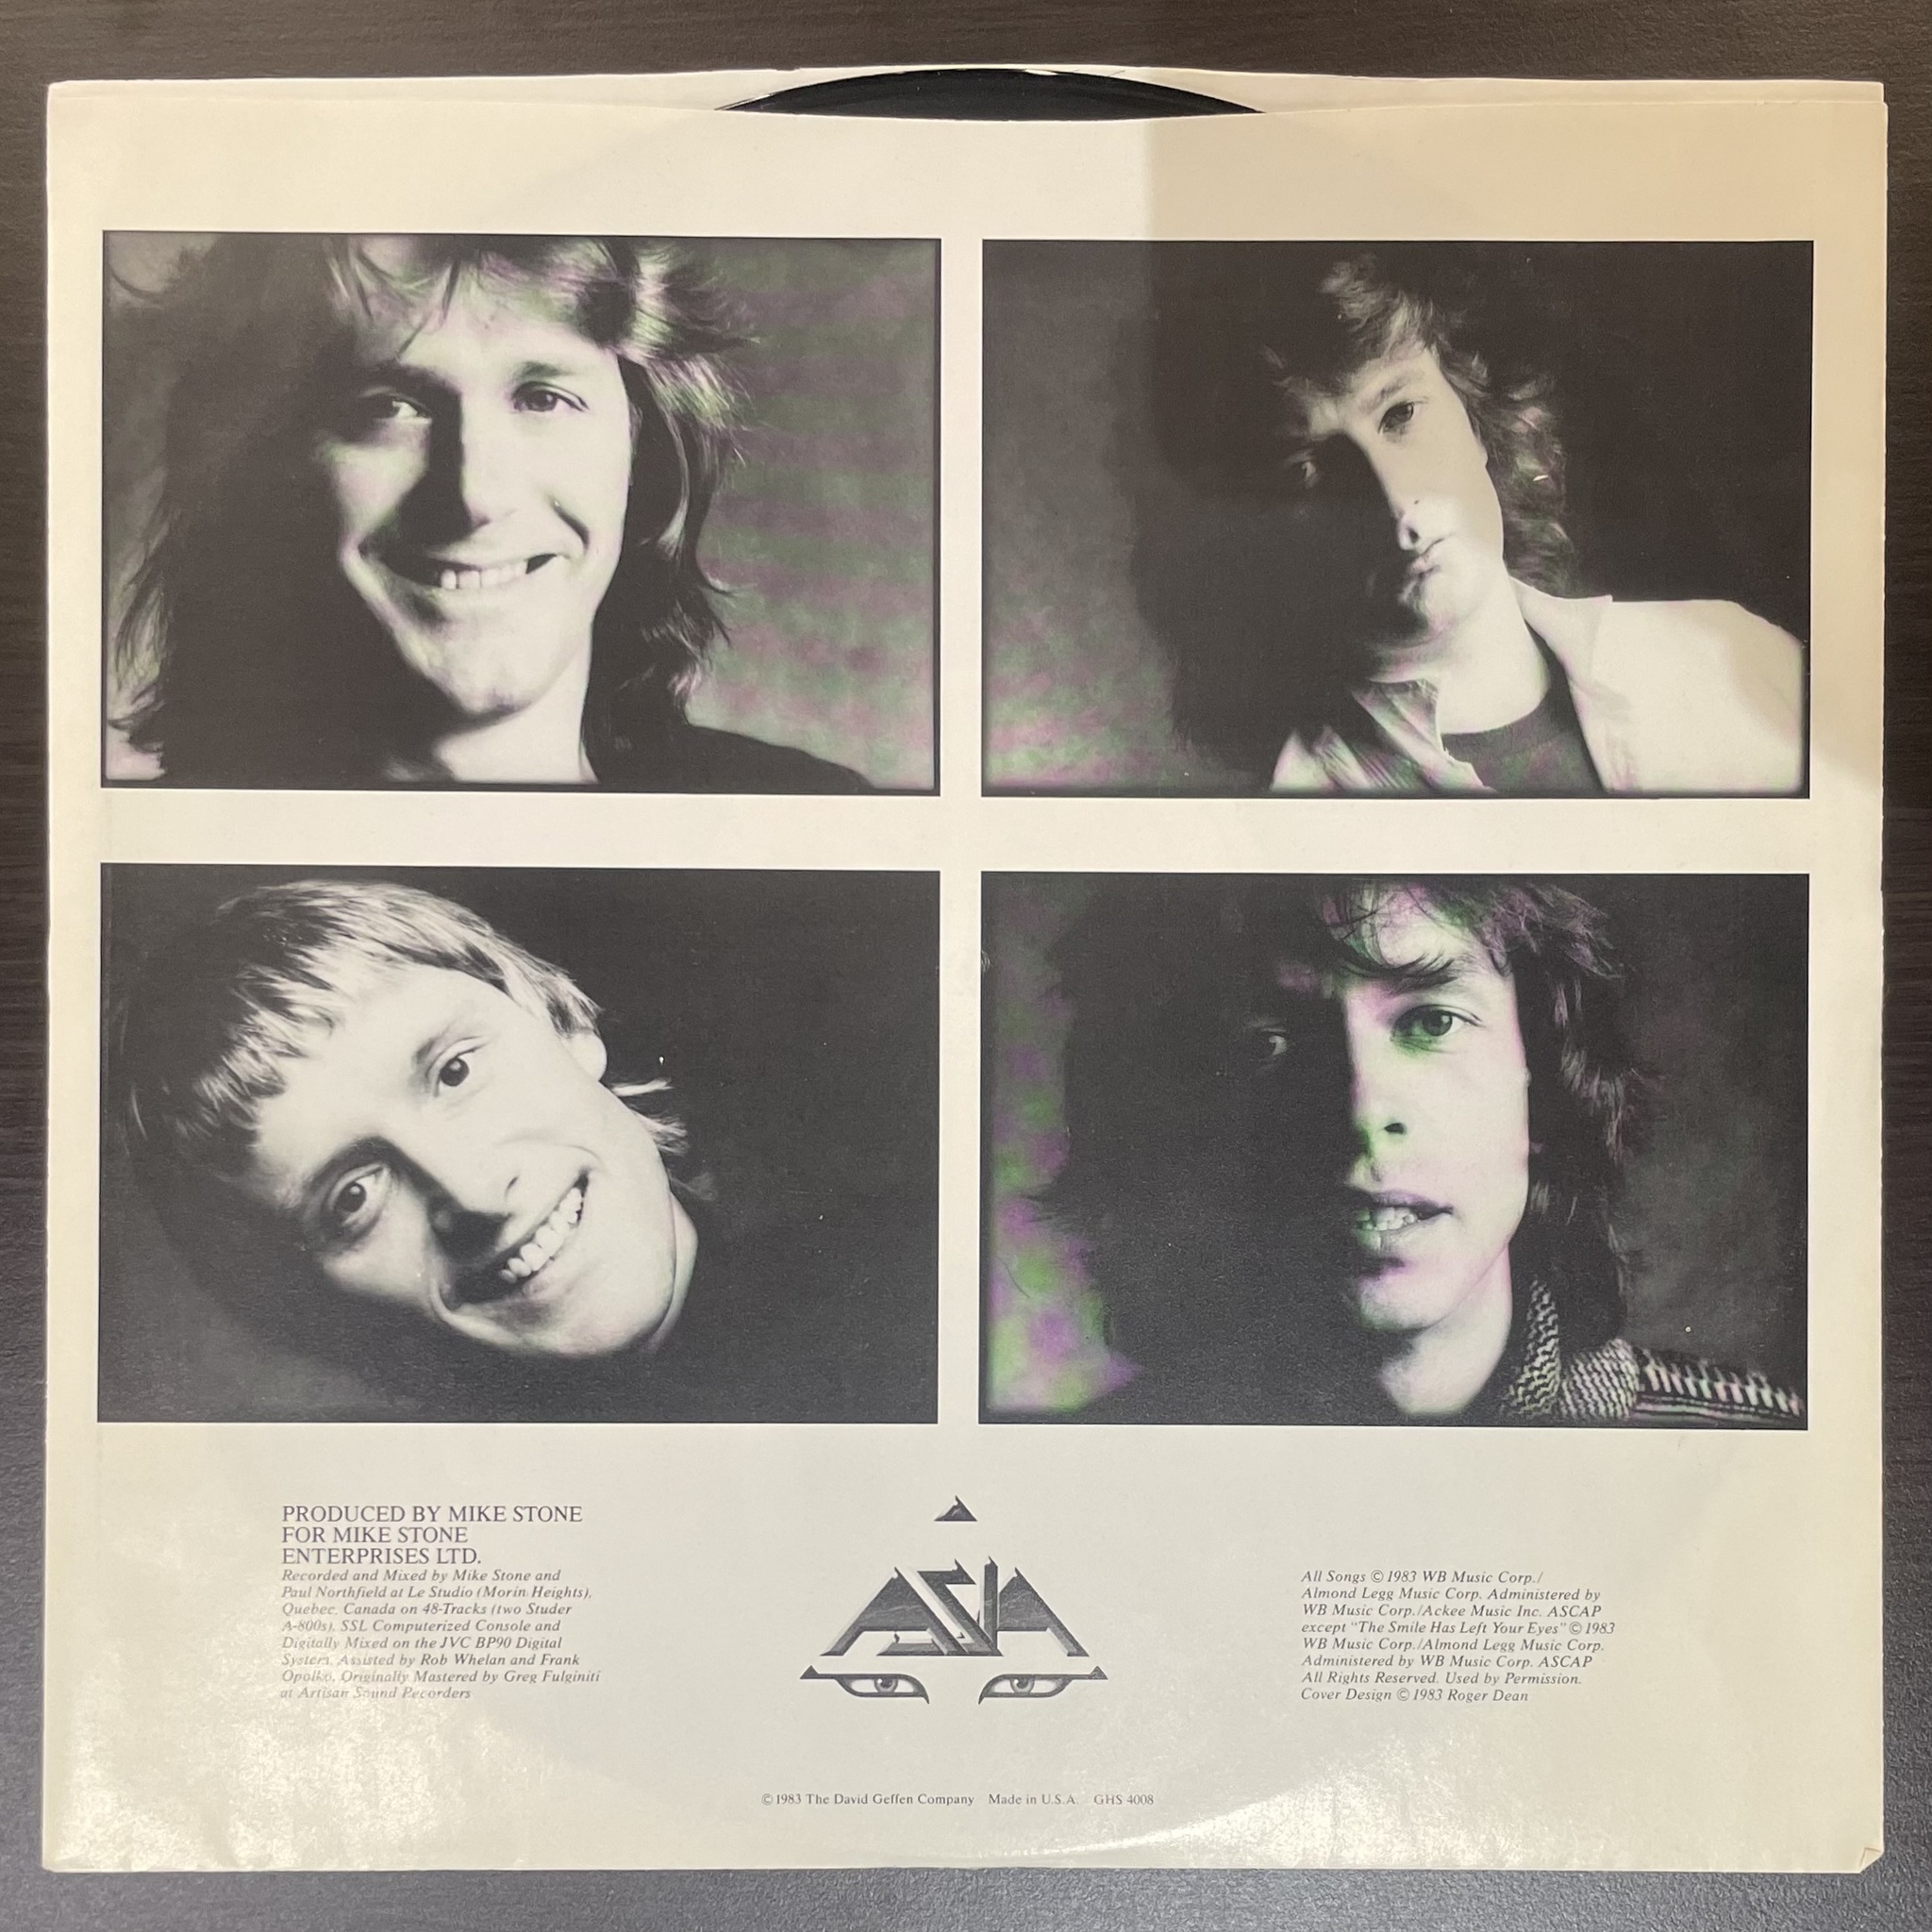 PRODUCED BY MIKE STONE
FOR MIKE STONE
ENTERPRISES LTD.
Recorded and Mixed by Mike Stone and
Paul Northfield at Le Studio (Morin Heights),
Quebec, Canada on 48-Tracks (two Studer
A-800s), SSL Computerized Console and
Digitally Mixed on the JVC BP90 Digital
System. Assisted by Rob Whelan and Frank
Opolko. Originally Mastered by Greg Fulginiti
at Artisan Sound Recorders
ASIA
All Songs © 1983 WB Music Corp./
Almond Legg Music Corp. Administered by
WB Music Corp./Ackee Music Inc. ASCAP
except "The Smile Has Left Your Eyes" © 1983
WB Music Corp./Almond Legg Music Corp.
Administered by WB Music Corp. ASCAP
All Rights Reserved. Used by Permission.
Cover Design © 1983 Roger Dean
© 1983 The David Geffen Company Made in U.S.A. GHS 4008